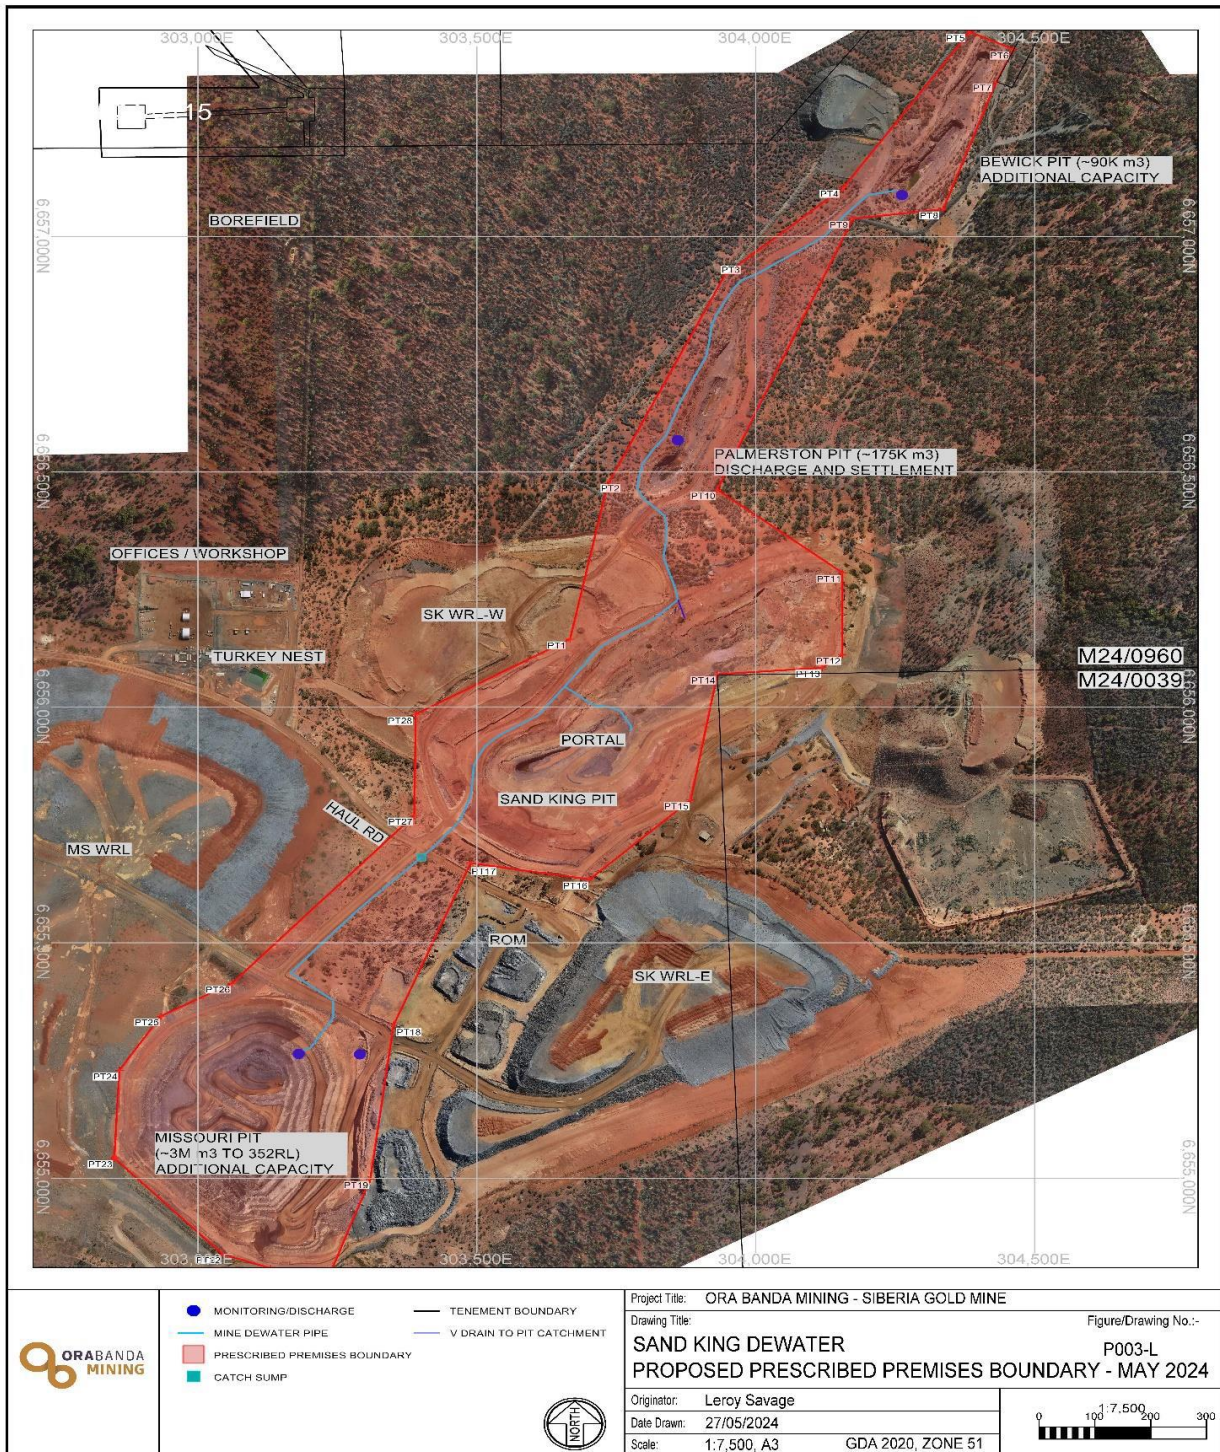 303,000E
303,500E
304,000E
304,500E
PT5
PT6
PT7
15
BEWICK PIT (~90K m3)
ADDITIONAL CAPACITY
PT4
BOREFIELD
PT8
PT9
6,657,000N
6,657,000N
PT3
PALMERSTON PIT (~175K m3)
DISCHARGE AND SETTLEMENT
6,656,500N
6,656,500N
PT2
PT10
OFFICES / WORKSHOP
PT11
SK WRL-W
PT1
TURKEY NEST
PT12
M24/0960
PT13
PT14
M24/0039
6,656,000N
6,656,000N
PT28
PORTAL
SAND KING PIT
PT15
HAUL RD
PT27
MS WRL
PT17
PT16
ROM
6,655,500N
SK WRL-E
PT26
PT25
PT18
PT24
MISSOURI PIT
(~3M m3 TO 352RL)
ADDITIONAL CAPACITY
PT23
PT19
6,655,000N
6,655,000N
303,500E
304,000E
304,500E
ORABANDA
MINING
MONITORING/DISCHARGE
MINE DEWATER PIPE
PRESCRIBED PREMISES BOUNDARY
CATCH SUMP
TENEMENT BOUNDARY
V DRAIN TO PIT CATCHMENT
NORTH
Project Title: ORA BANDA MINING - SIBERIA GOLD MINE
Drawing Title:
Figure/Drawing No.:-
SAND KING DEWATER
P003-L
PROPOSED PRESCRIBED PREMISES BOUNDARY - MAY 2024
Originator: Leroy Savage
Date Drawn: 27/05/2024
Scale: 1:7,500, A3 GDA 2020, ZONE 51
1:7,500
0 100 200 300